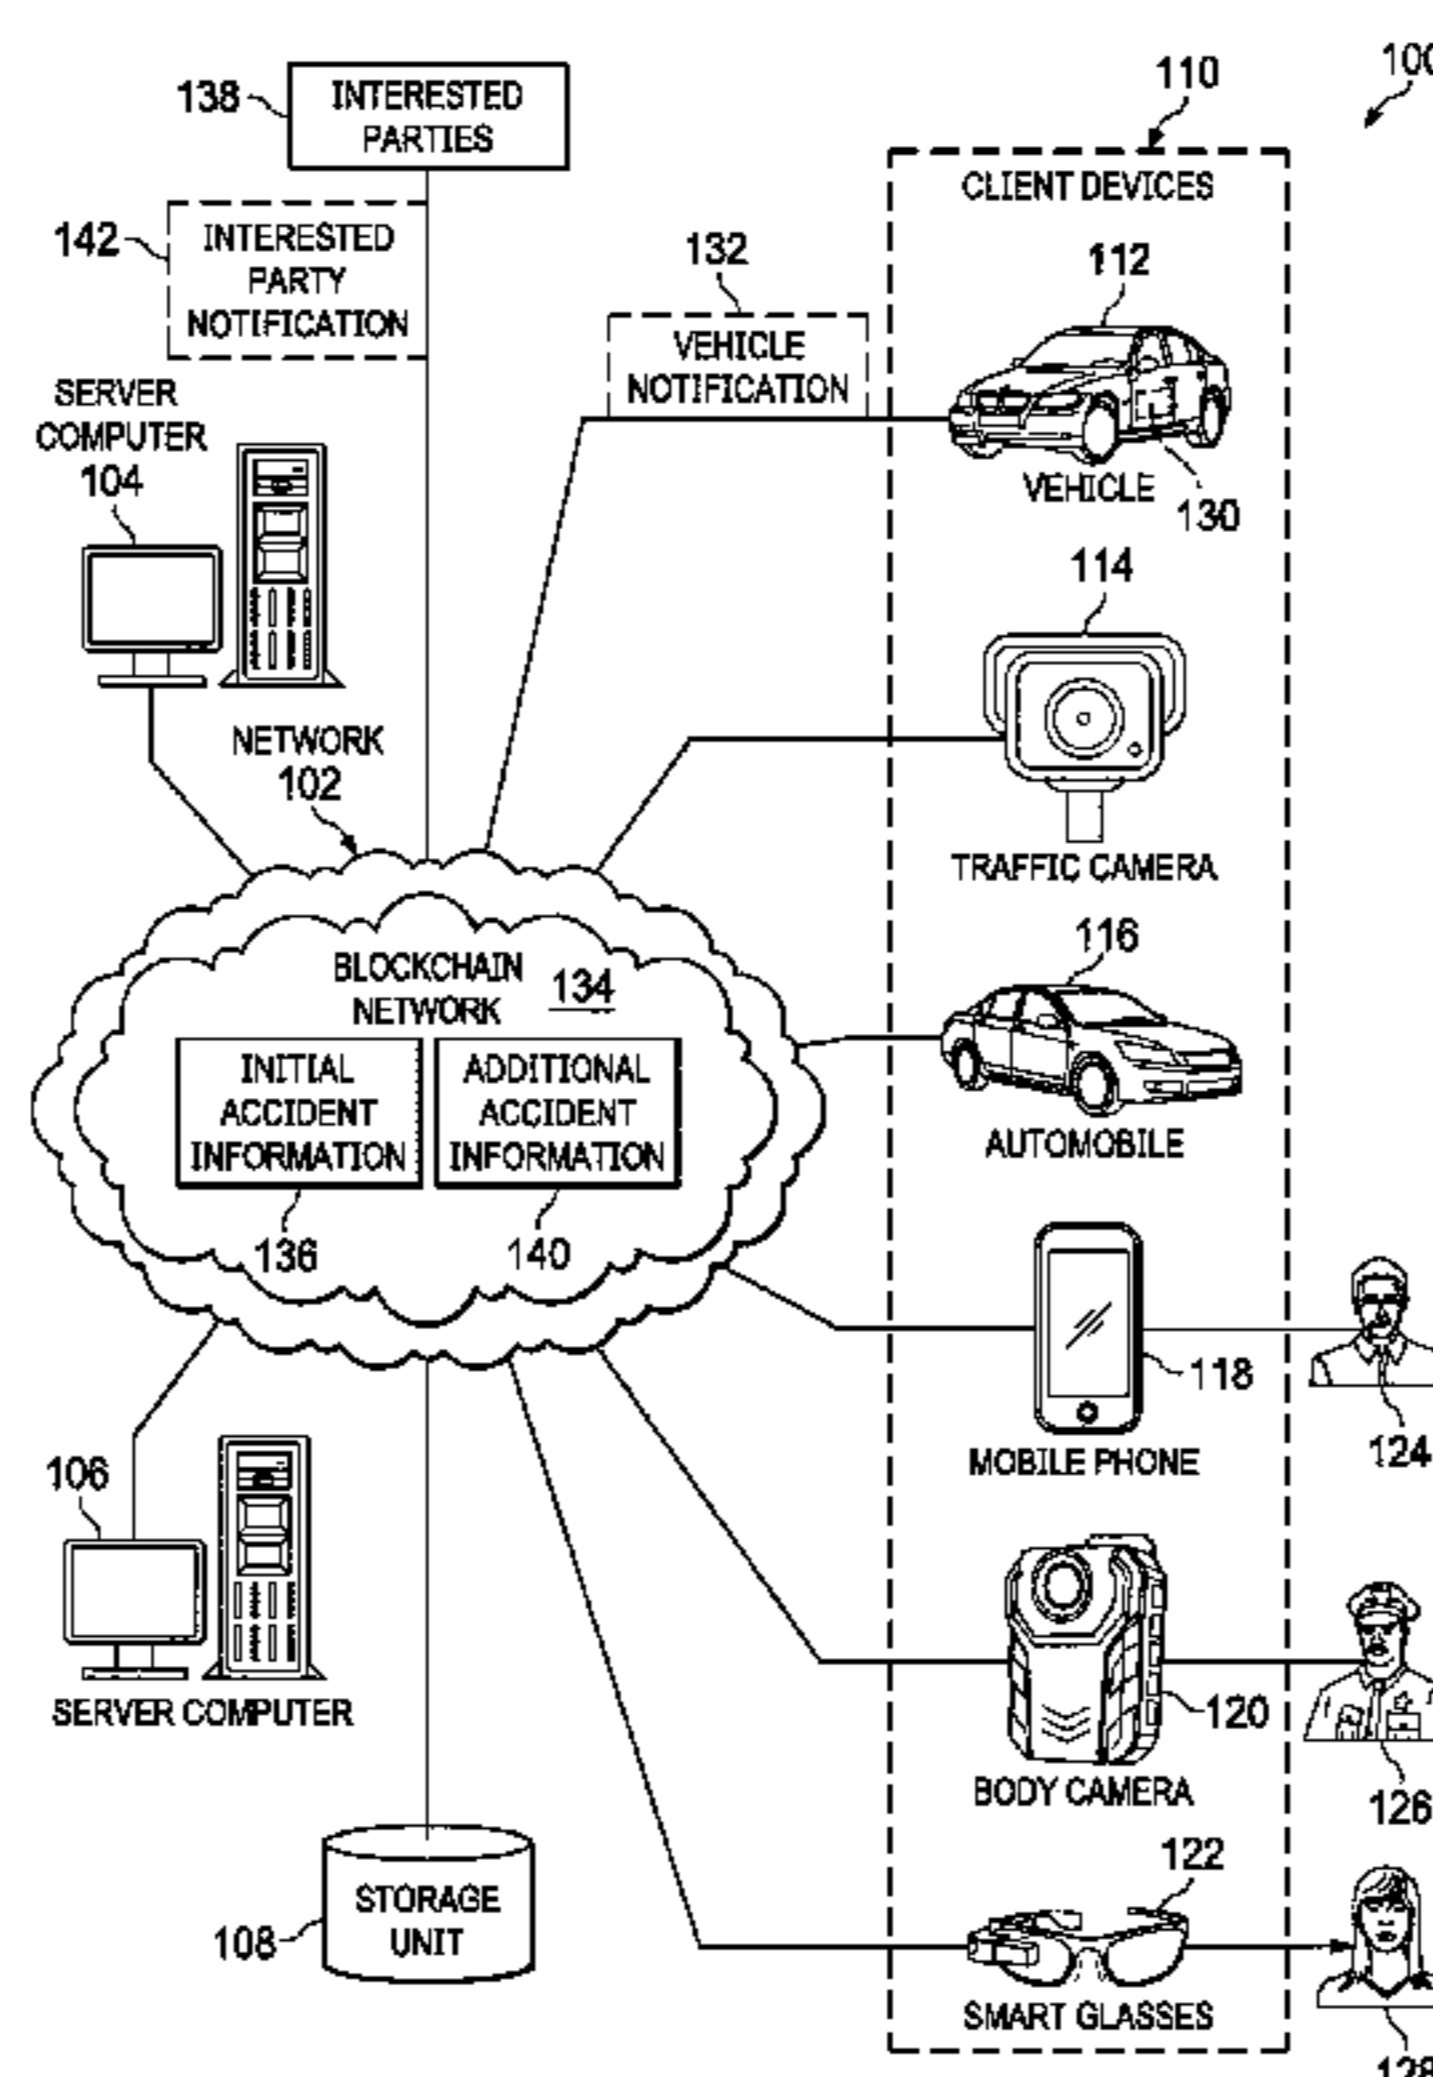 100
110
138
INTERESTED
PARTIES
CLIENT DEVICES
142
INTERESTED
PARTY
NOTIFICATION
132
VEHICLE
NOTIFICATION
112
VEHICLE
130
SERVER
COMPUTER
104
114
TRAFFIC CAMERA
NETWORK
102
BLOCKCHAIN
NETWORK
134
INITIAL
ACCIDENT
INFORMATION
136
ADDITIONAL
ACCIDENT
INFORMATION
140
116
AUTOMOBILE
118
MOBILE PHONE
124
106
SERVER COMPUTER
120
BODY CAMERA
126
STORAGE
UNIT
108
122
SMART GLASSES
128